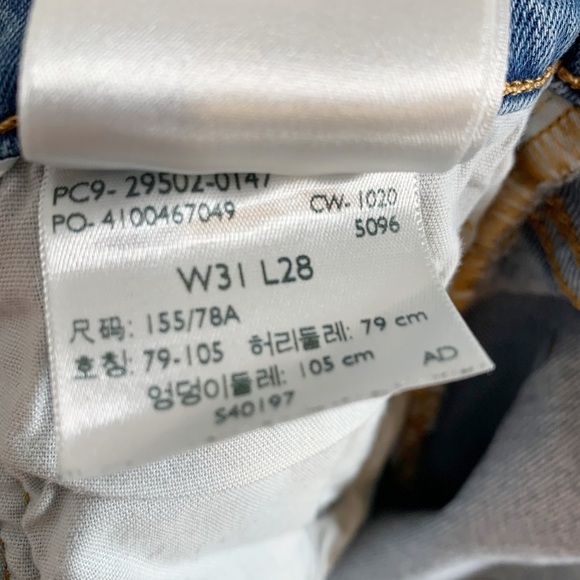 PC9- 29502-0147
PO- 4100467049 CW- 1020
5096
W31 L28
尺码: 155/78A
호칭: 79-105 허리둘레: 79 cm
엉덩이둘레: 105 cm AD
S40197